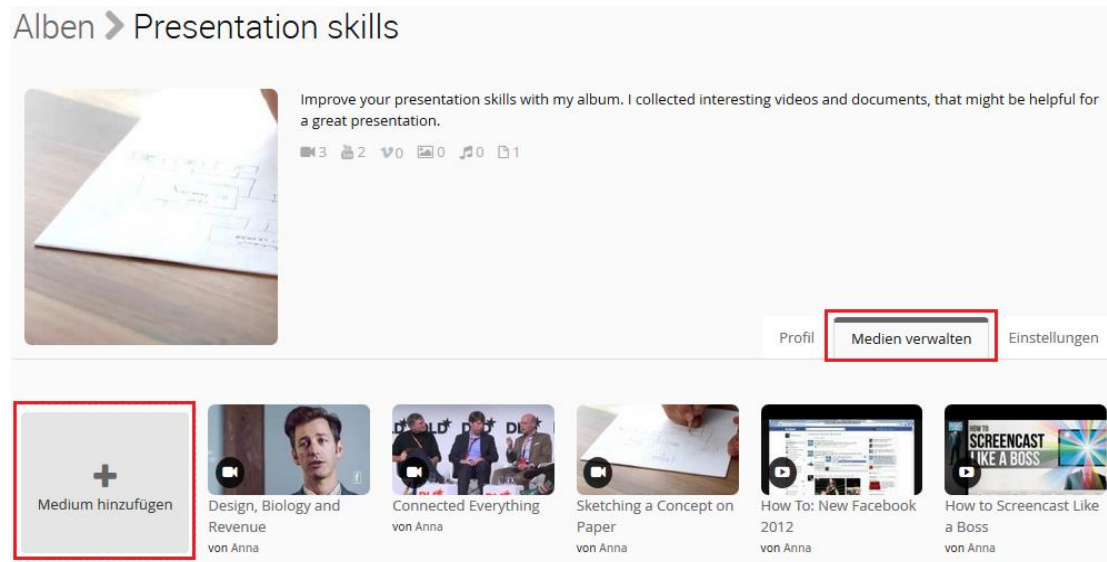 Alben > Presentation skills
Improve your presentation skills with my album. I collected interesting videos and documents, that might be helpful for
a great presentation.
3 2 0 0 0 1
Profil Medien verwalten Einstellungen
Medium hinzufügen
Design, Biology and
Revenue
von Anna
Connected Everything
von Anna
Sketching a Concept on
Paper
von Anna
How To: New Facebook
2012
von Anna
HOW TO
SCREENCAST
LIKE A BOSS
How to Screencast Like
a Boss
von Anna